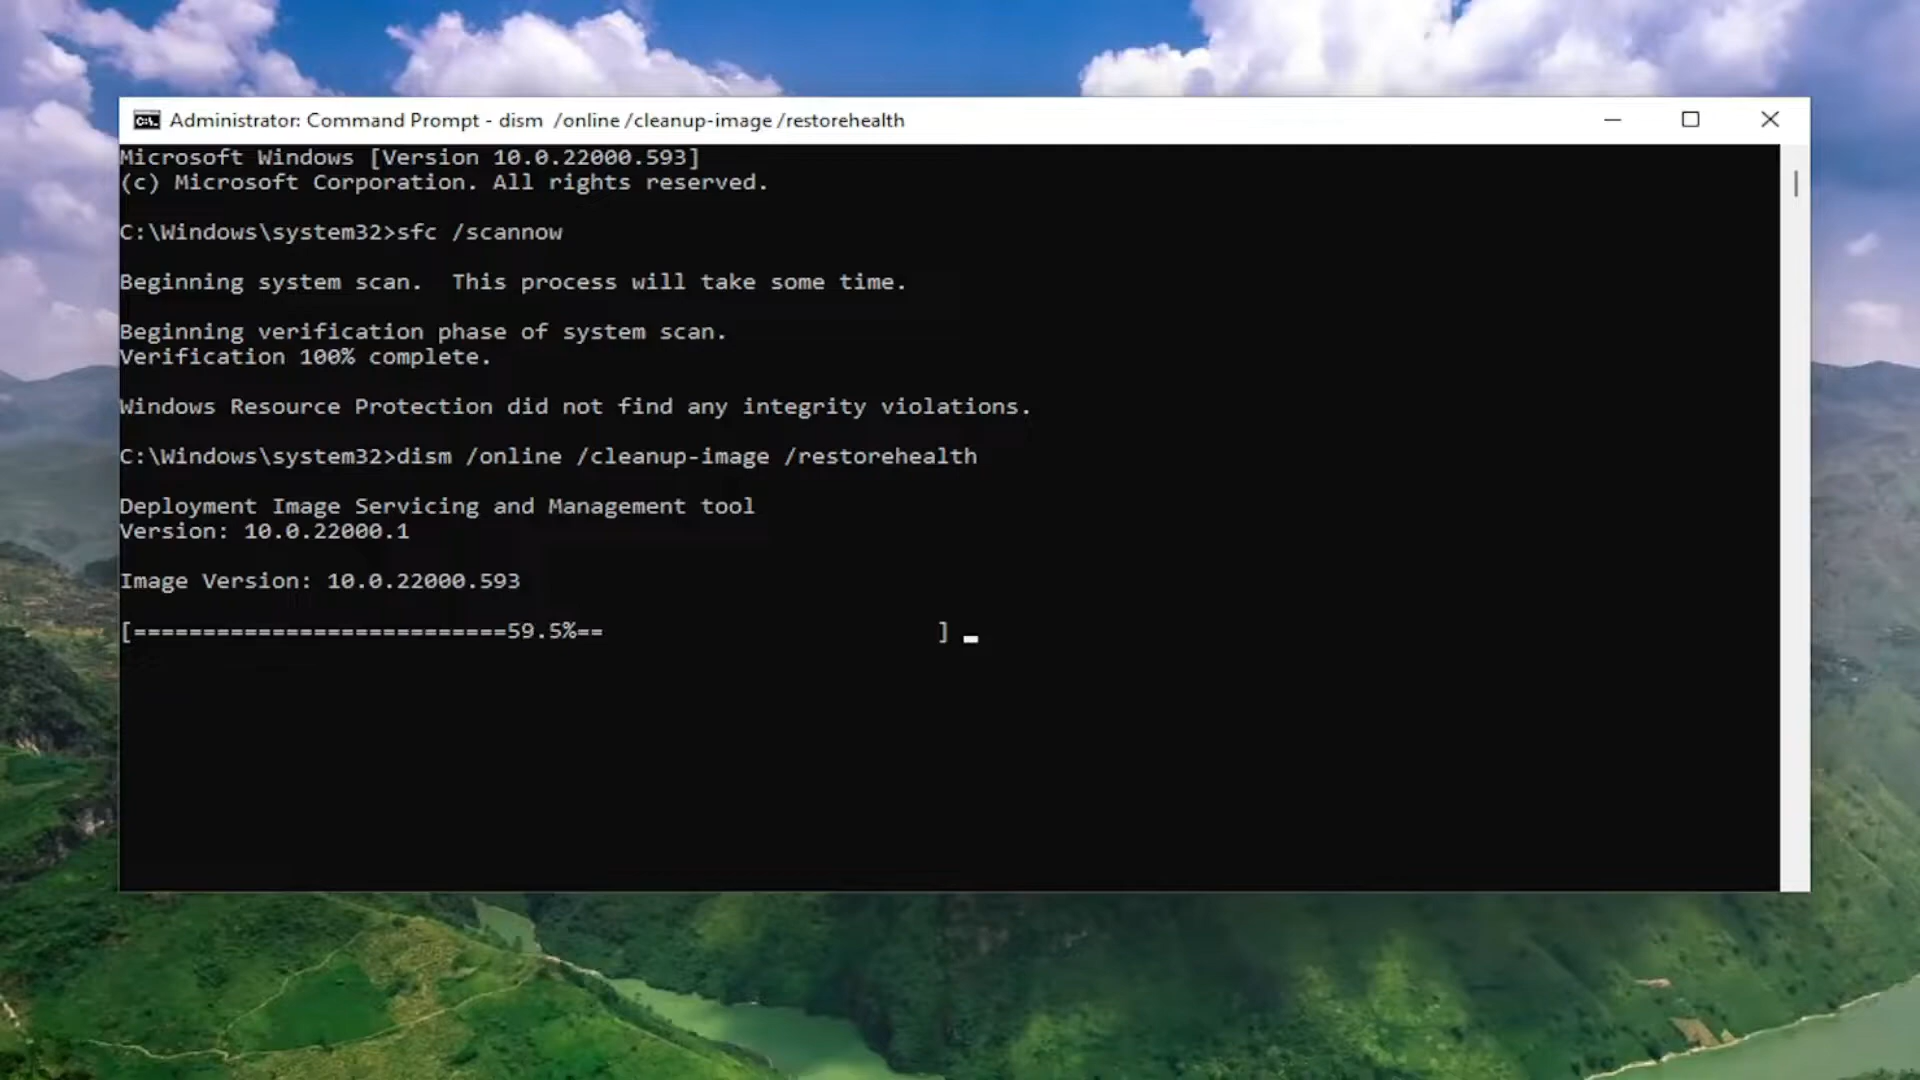 Administrator: Command Prompt - dism  /online /cleanup-image /restorehealth
Microsoft Windows [Version 10.0.22000.593]
(c) Microsoft Corporation. All rights reserved.
C:\Windows\system32>sfc /scannow
Beginning system scan.  This process will take some time.
Beginning verification phase of system scan.
Verification 100% complete.
Windows Resource Protection did not find any integrity violations.
C:\Windows\system32>dism /online /cleanup-image /restorehealth
Deployment Image Servicing and Management tool
Version: 10.0.22000.1
Image Version: 10.0.22000.593
[===========================59.5%==                        ]